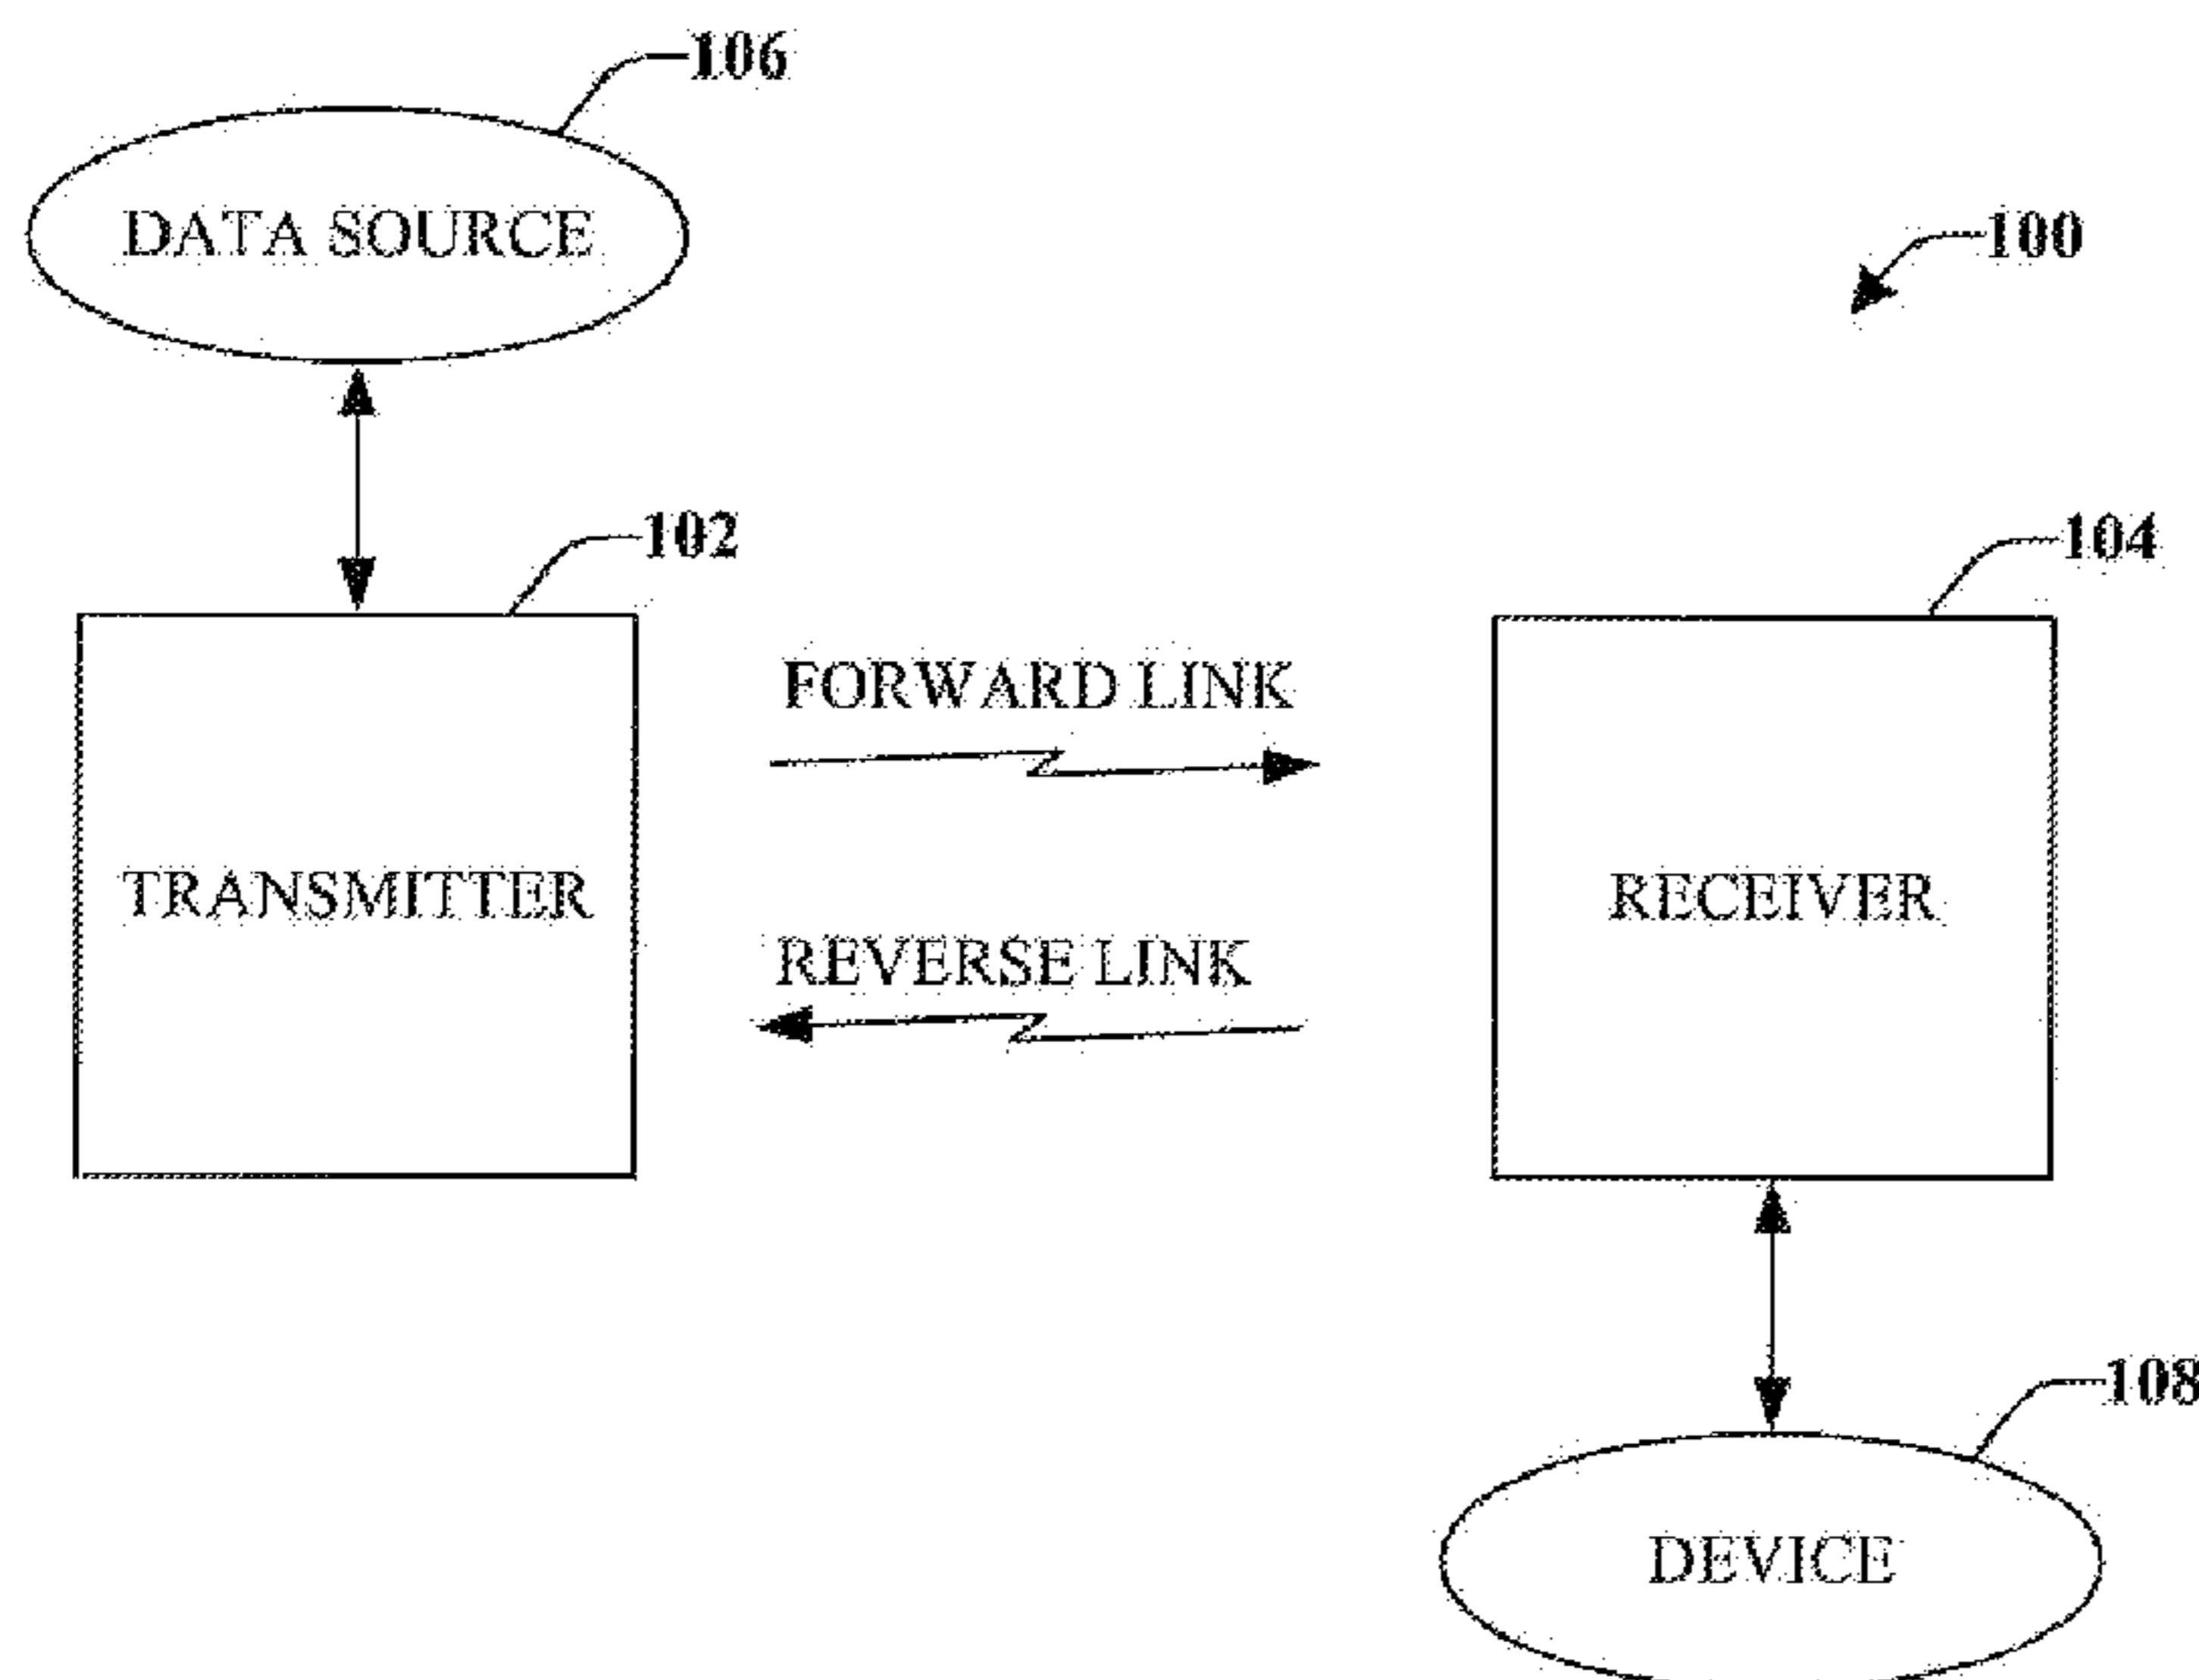 106
DATA SOURCE
100
102
104
FORWARD LINK
TRANSMITTER
RECEIVER
REVERSE LINK
108
DEVICE